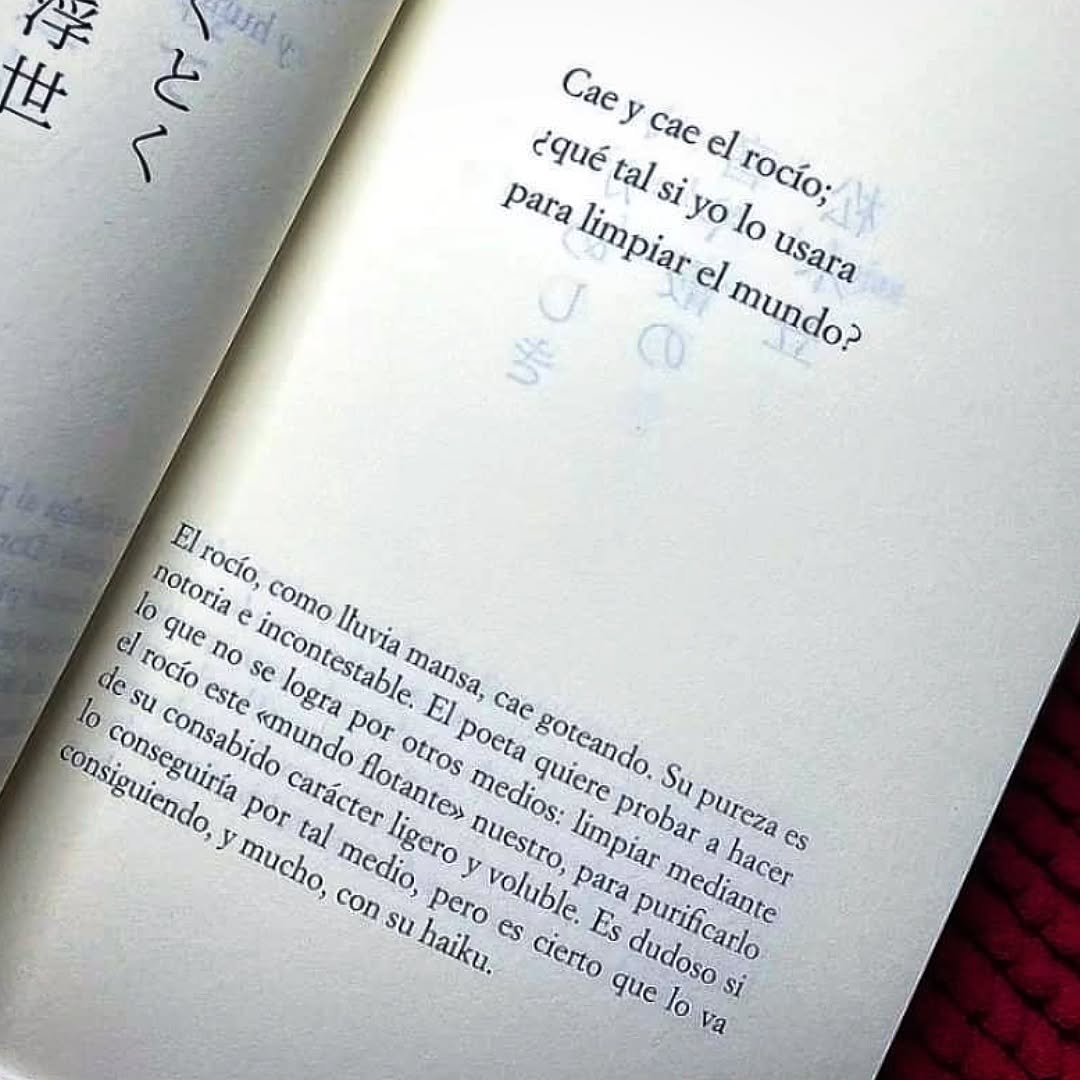 くとく
浮世
Cae y cae el rocío;
¿qué tal si yo lo usara
para limpiar el mundo?
El rocío, como lluvia mansa, cae goteando. Su pureza es
notoria e incontestable. El poeta quiere probar a hacer
lo que no se logra por otros medios: limpiar mediante
el rocío este «mundo flotante» nuestro, para purificarlo
de su consabido carácter ligero y voluble. Es dudoso si
lo conseguiría por tal medio, pero es cierto que lo va
consiguiendo, y mucho, con su haiku.